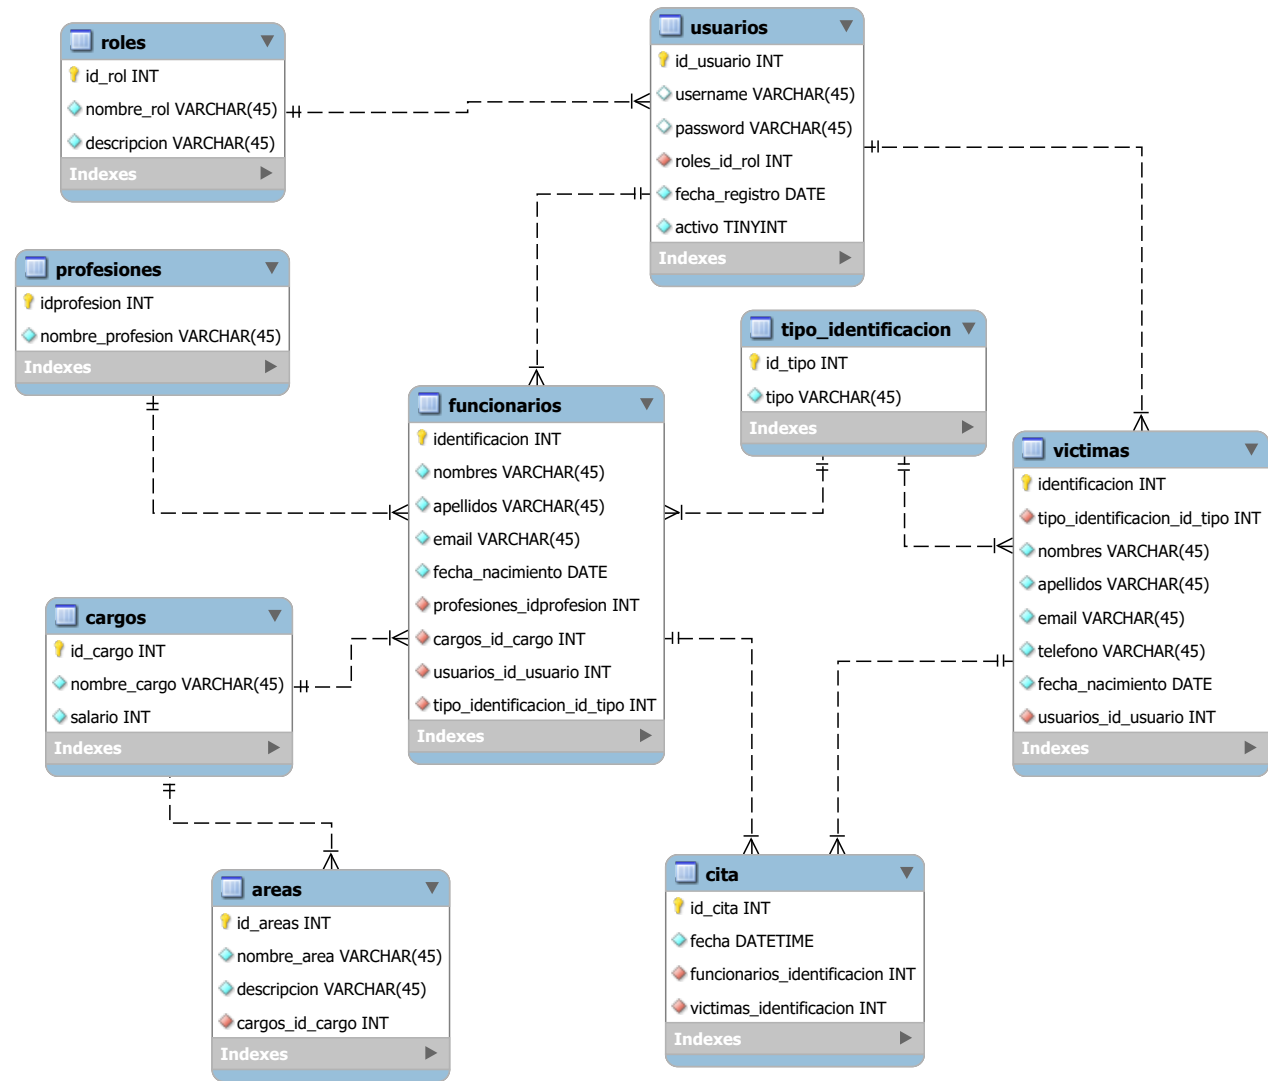 roles
id_rol INT
nombre_rol VARCHAR(45)
descripcion VARCHAR(45)
Indexes
usuarios
id_usuario INT
username VARCHAR(45)
password VARCHAR(45)
roles_id_rol INT
fecha_registro DATE
activo TINYINT
Indexes
profesiones
idprofesion INT
nombre_profesion VARCHAR(45)
Indexes
tipo_identificacion
id_tipo INT
tipo VARCHAR(45)
Indexes
funcionarios
identificacion INT
nombres VARCHAR(45)
apellidos VARCHAR(45)
email VARCHAR(45)
fecha_nacimiento DATE
profesiones_idprofesion INT
cargos_id_cargo INT
usuarios_id_usuario INT
tipo_identificacion_id_tipo INT
Indexes
victimas
identificacion INT
tipo_identificacion_id_tipo INT
nombres VARCHAR(45)
apellidos VARCHAR(45)
email VARCHAR(45)
telefono VARCHAR(45)
fecha_nacimiento DATE
usuarios_id_usuario INT
Indexes
cargos
id_cargo INT
nombre_cargo VARCHAR(45)
salario INT
Indexes
areas
id_areas INT
nombre_area VARCHAR(45)
descripcion VARCHAR(45)
cargos_id_cargo INT
Indexes
cita
id_cita INT
fecha DATETIME
funcionarios_identificacion INT
victimas_identificacion INT
Indexes